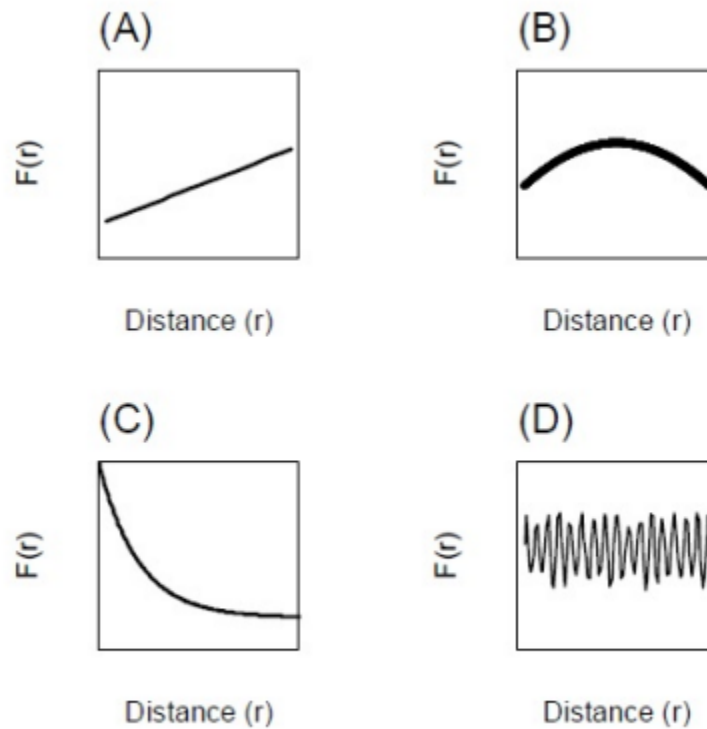 (A)
F(r)
Distance (r)
(B)
F(r)
Distance (r)
(C)
F(r)
Distance (r)
(D)
F(r)
Distance (r)